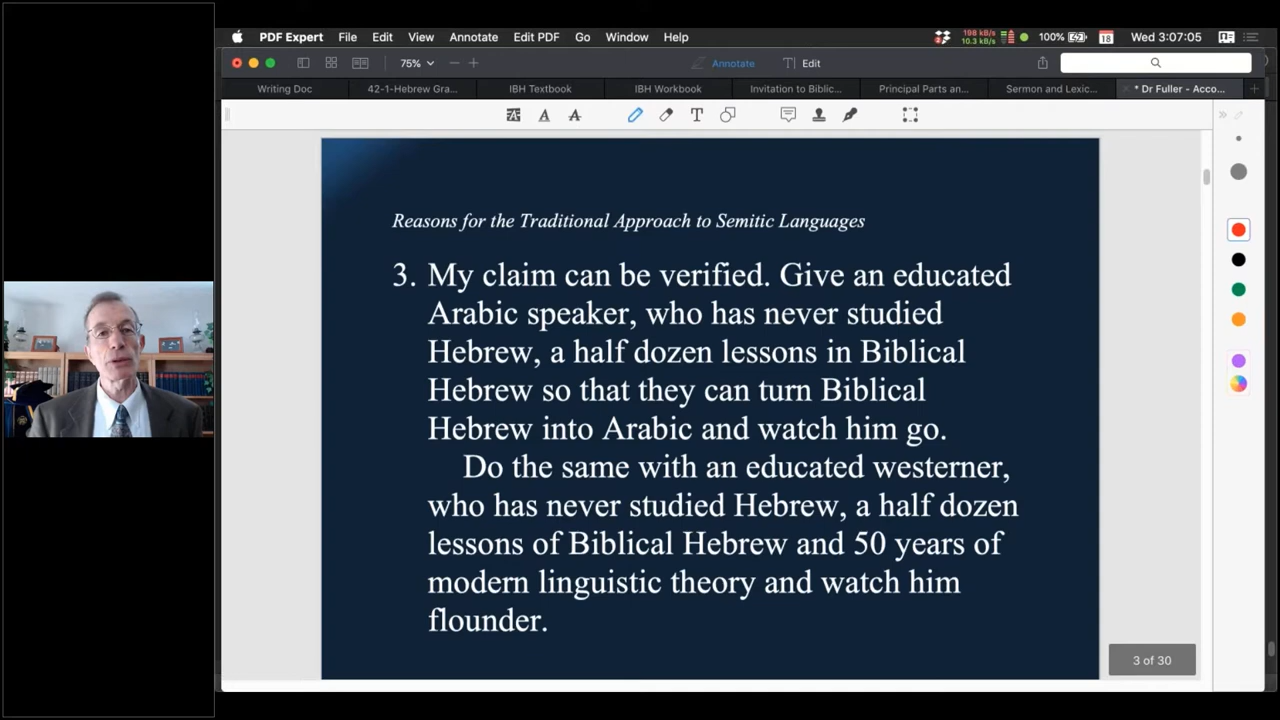 PDF Expert File Edit View Annotate Edit PDF Go Window Help 198 kB/s 10.3 kB/s 100% 18 Wed 3:07:05
75% Annotate T Edit
Writing Doc 42-1-Hebrew Gra... IBH Textbook IBH Workbook Invitation to Biblic... Principal Parts an... Sermon and Lexic... * Dr Fuller - Acco...
Reasons for the Traditional Approach to Semitic Languages
3. My claim can be verified. Give an educated
Arabic speaker, who has never studied
Hebrew, a half dozen lessons in Biblical
Hebrew so that they can turn Biblical
Hebrew into Arabic and watch him go.
Do the same with an educated westerner,
who has never studied Hebrew, a half dozen
lessons of Biblical Hebrew and 50 years of
modern linguistic theory and watch him
flounder.
3 of 30